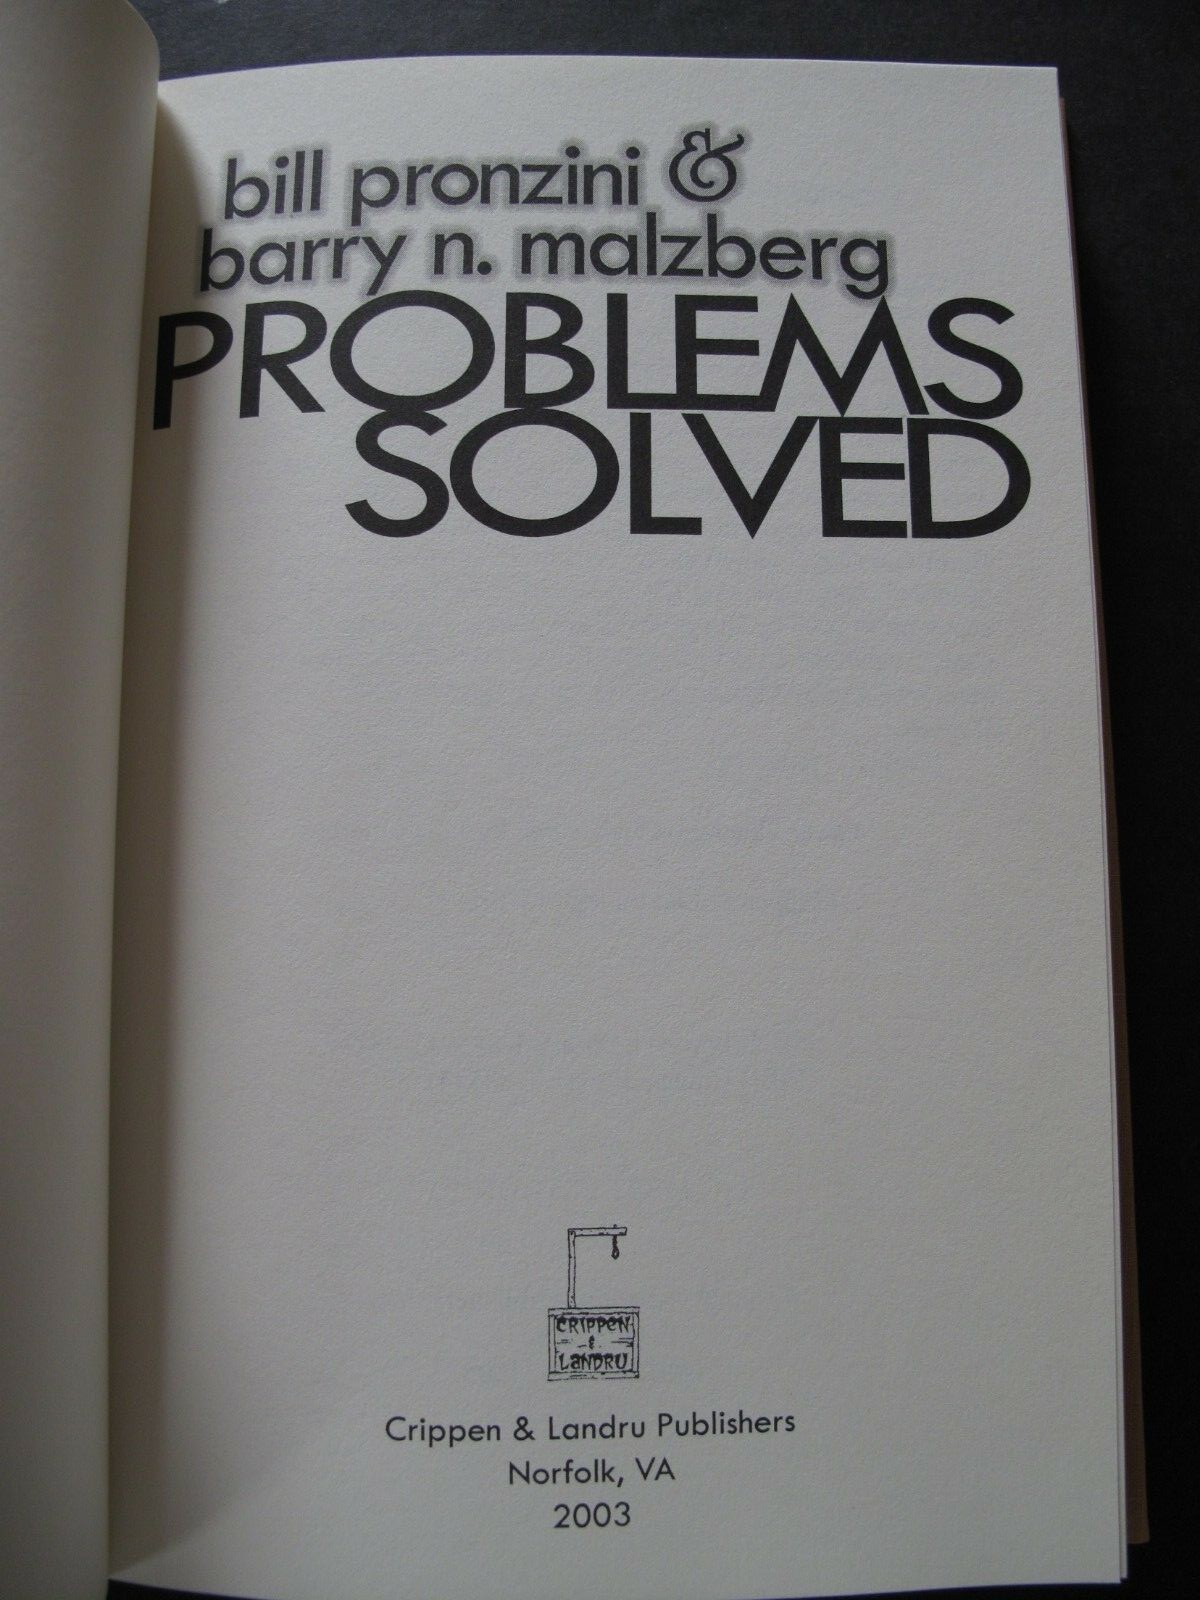 bill pronzini &
barry n. malzberg
PROBLEMS
SOLVED
CRIPPEN
&
LANDRU
Crippen & Landru Publishers
Norfolk, VA
2003